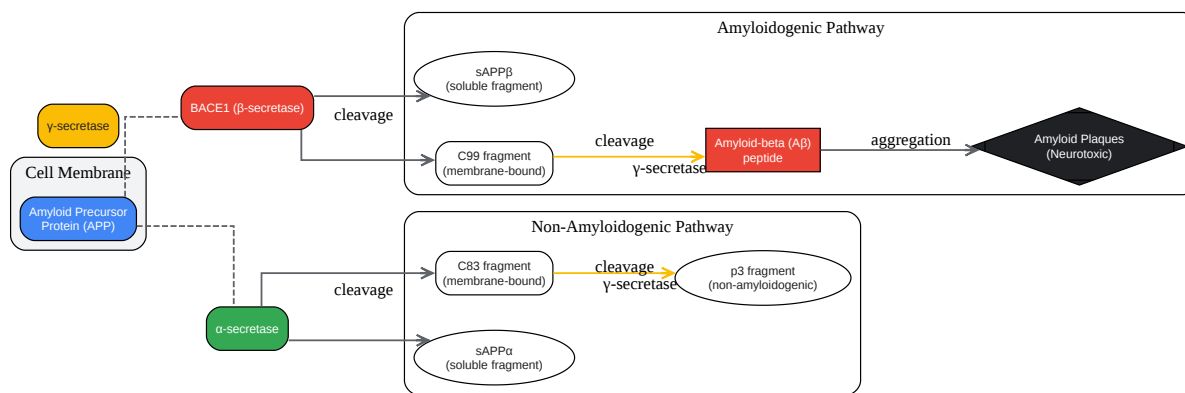 Amyloidogenic Pathway
sAPPβ
(soluble fragment)
BACE1 (β-secretase)
cleavage
γ-secretase
C99 fragment
(membrane-bound)
cleavage
γ-secretase
Amyloid-beta (Aβ)
peptide
aggregation
Amyloid Plaques
(Neurotoxic)
Cell Membrane
Amyloid Precursor
Protein (APP)
Non-Amyloidogenic Pathway
C83 fragment
(membrane-bound)
cleavage
γ-secretase
p3 fragment
(non-amyloidogenic)
cleavage
α-secretase
sAPPα
(soluble fragment)